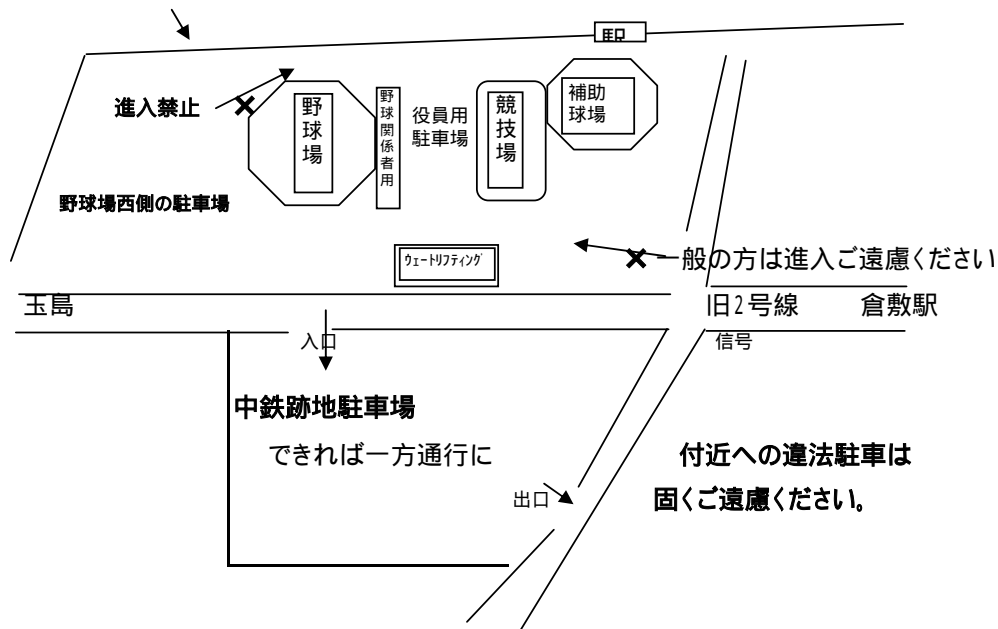 駅
進入禁止
野球場
野球関係者用
役員用
駐車場
競技場
補助
球場
野球場西側の駐車場
ウェートリフティング
一般の方は進入ご遠慮ください
玉島
旧2号線
倉敷駅
入口
信号
中鉄跡地駐車場
できれば一方通行に
付近への違法駐車は
出口
固くご遠慮ください。